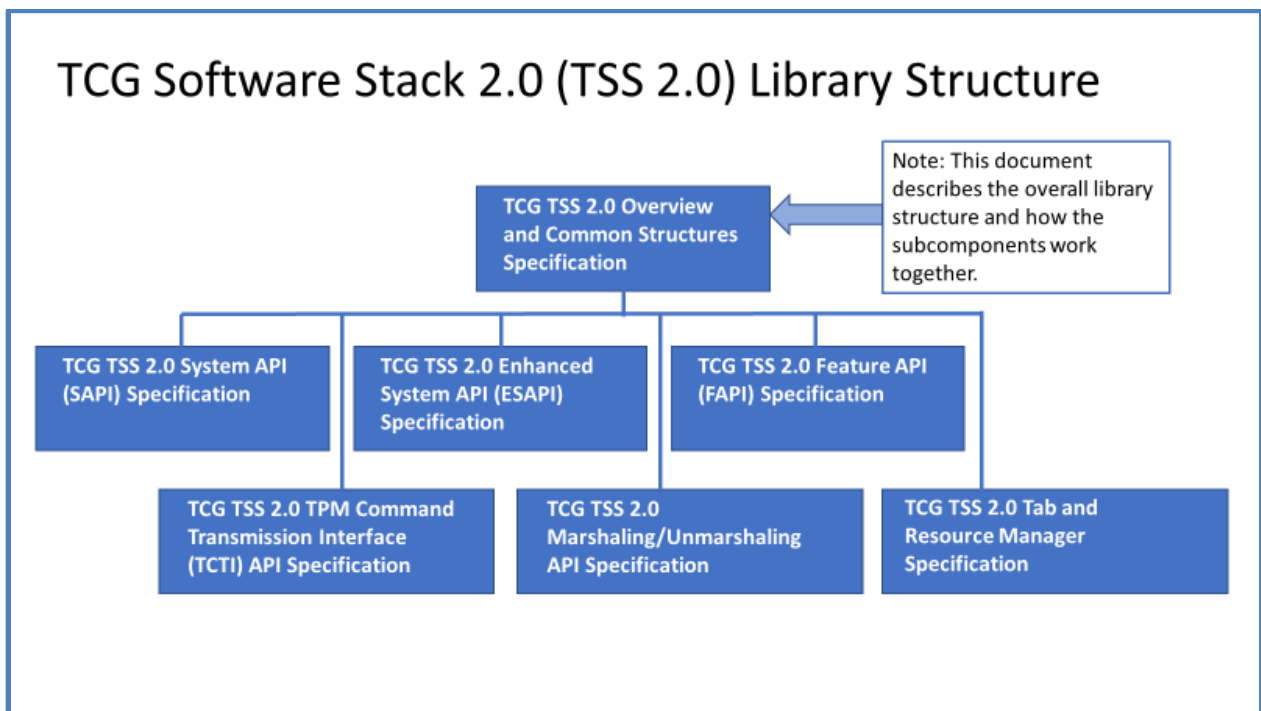 TCG Software Stack 2.0 (TSS 2.0) Library Structure
Note: This document
describes the overall library
structure and how the
subcomponents work
together.
TCG TSS 2.0 Overview
and Common Structures
Specification
TCG TSS 2.0 System API
(SAPI) Specification
TCG TSS 2.0 Enhanced
System API (ESAPI)
Specification
TCG TSS 2.0 Feature API
(FAPI) Specification
TCG TSS 2.0 TPM Command
Transmission Interface
(TCTI) API Specification
TCG TSS 2.0
Marshaling/Unmarshaling
API Specification
TCG TSS 2.0 Tab and
Resource Manager
Specification